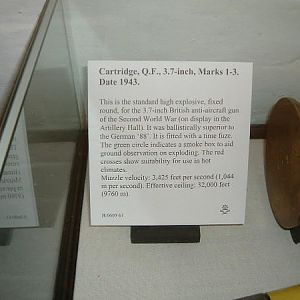 Cartridge, Q.F., 3.7-inch, Marks 1-3.
Date 1943.
This is the standard high explosive, fixed
round, for the 3.7-inch British anti-aircraft gun
of the Second World War (on display in the
Artillery Hall). It was ballistically superior to
the German '88'. It is fitted with a time fuze.
The green circle indicates a smoke box to aid
ground observation on exploding. The red
crosses show suitability for use in hot
climates.
Muzzle velocity: 3,425 feet per second (1,044
m per second). Effective ceiling: 32,000 feet
(9760 m).